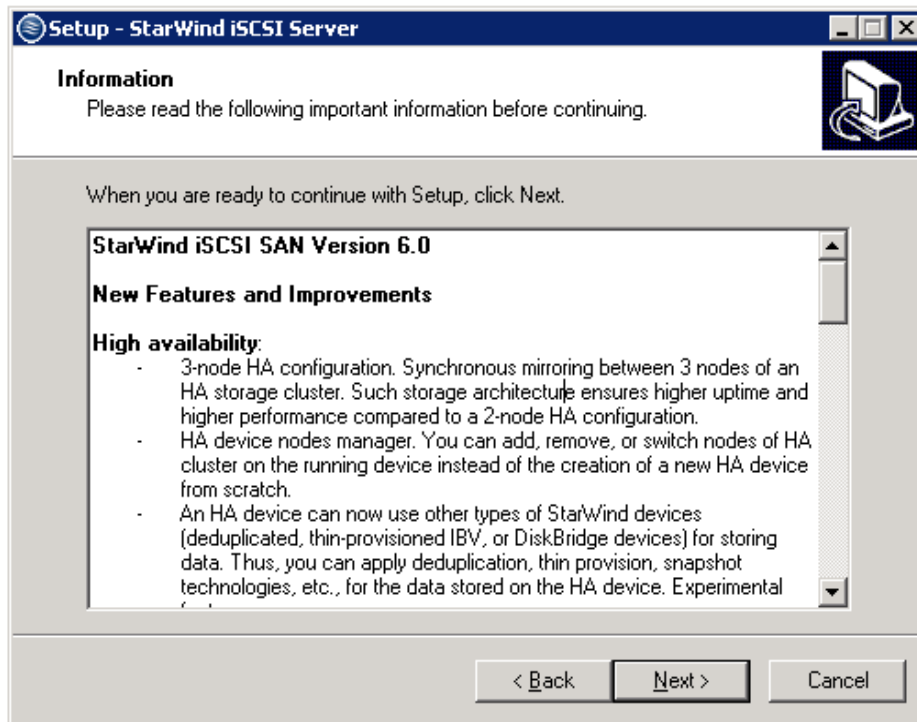 Setup - StarWind iSCSI Server
Information
Please read the following important information before continuing.
When you are ready to continue with Setup, click Next.
StarWind iSCSI SAN Version 6.0
New Features and Improvements
High availability:
- 3-node HA configuration. Synchronous mirroring between 3 nodes of an
HA storage cluster. Such storage architecture ensures higher uptime and
higher performance compared to a 2-node HA configuration.
- HA device nodes manager. You can add, remove, or switch nodes of HA
cluster on the running device instead of the creation of a new HA device
from scratch.
- An HA device can now use other types of StarWind devices
(deduplicated, thin-provisioned IBV, or DiskBridge devices) for storing
data. Thus, you can apply deduplication, thin provision, snapshot
technologies, etc., for the data stored on the HA device. Experimental
< Back
Next >
Cancel